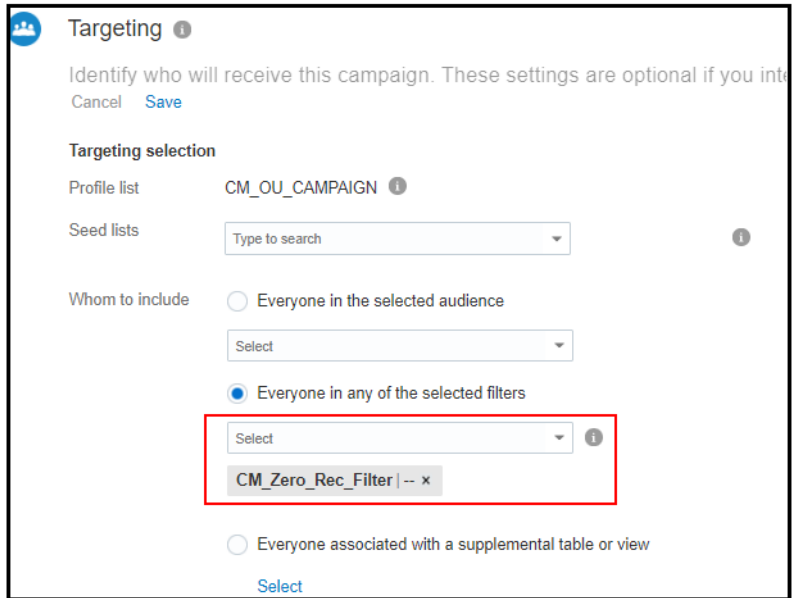 Targeting
Identify who will receive this campaign. These settings are optional if you inte
Cancel Save
Targeting selection
Profile list CM_OU_CAMPAIGN
Seed lists Type to search
Whom to include Everyone in the selected audience
Select
Everyone in any of the selected filters
Select
CM_Zero_Rec_Filter | -- ×
Everyone associated with a supplemental table or view
Select